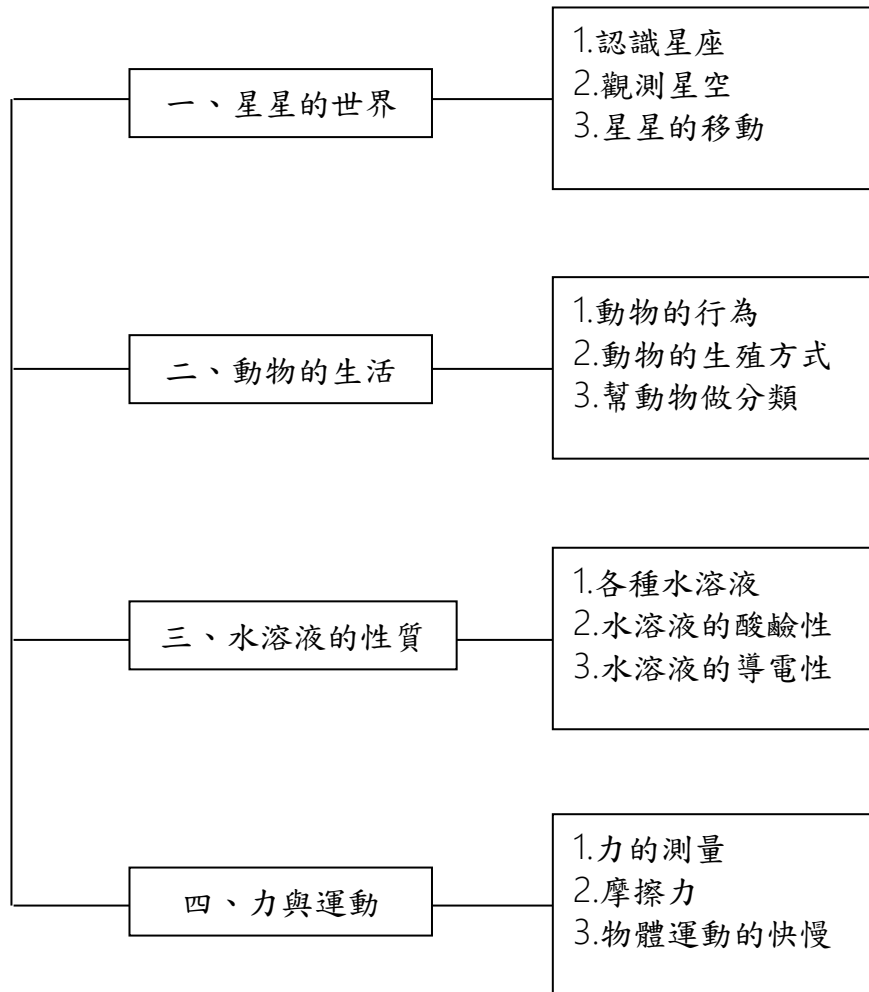 一、星星的世界
1.認識星座
2.觀測星空
3.星星的移動
二、動物的生活
1.動物的行為
2.動物的生殖方式
3.幫動物做分類
三、水溶液的性質
1.各種水溶液
2.水溶液的酸鹼性
3.水溶液的導電性
四、力與運動
1.力的測量
2.摩擦力
3.物體運動的快慢